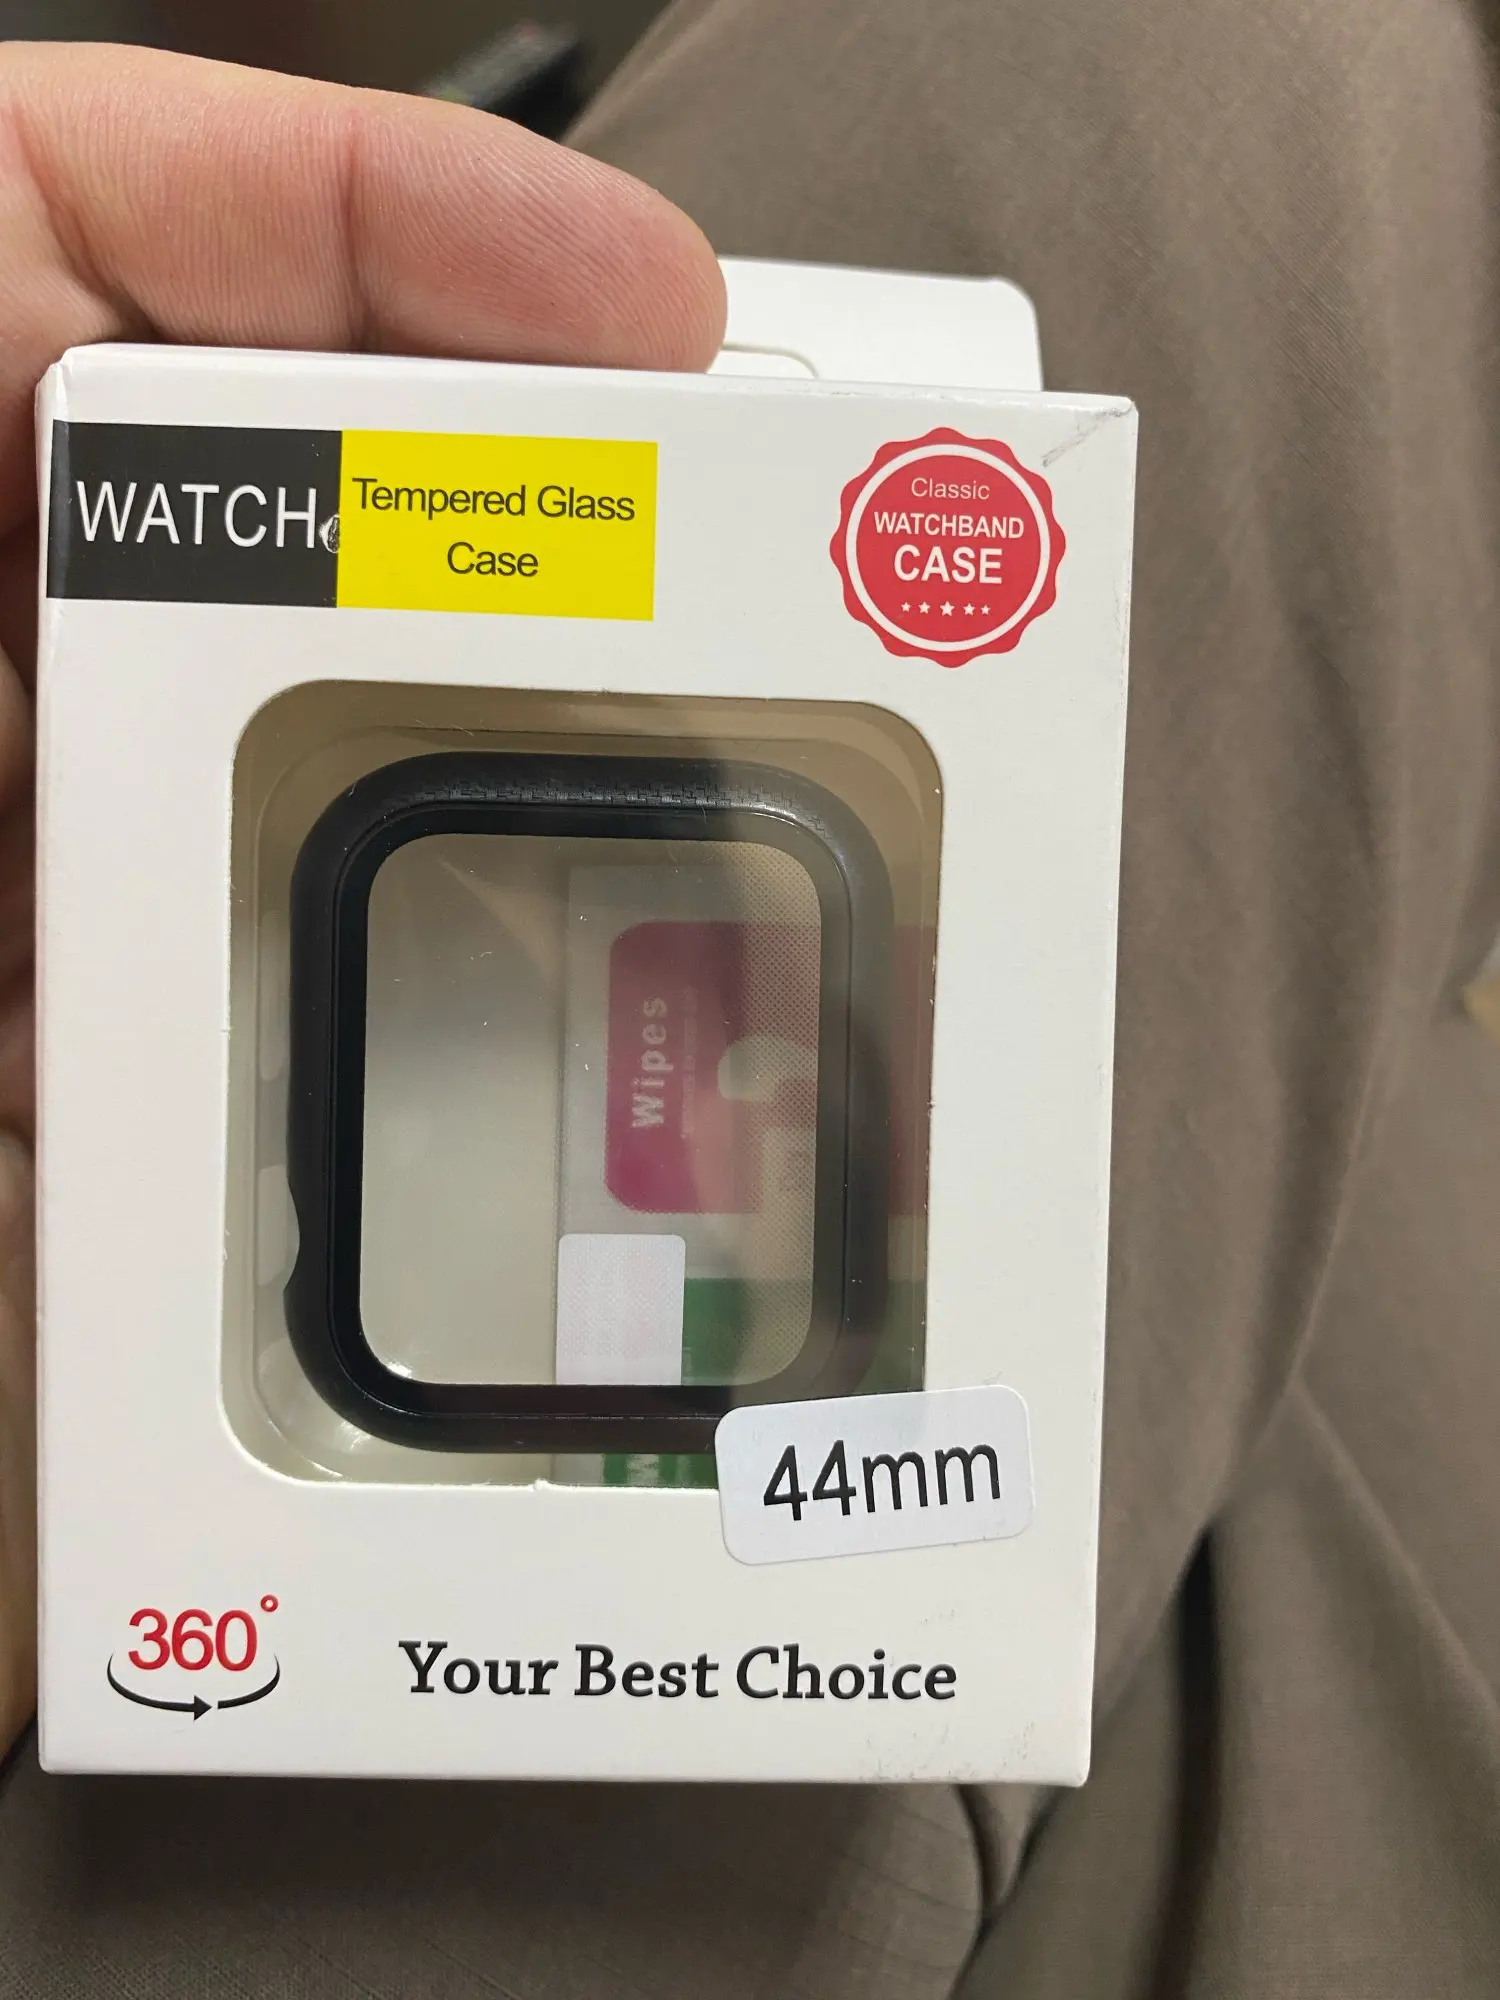 WATCH
Tempered Glass
Case
Classic
WATCHBAND
CASE
Wipes
44mm
360°
Your Best Choice